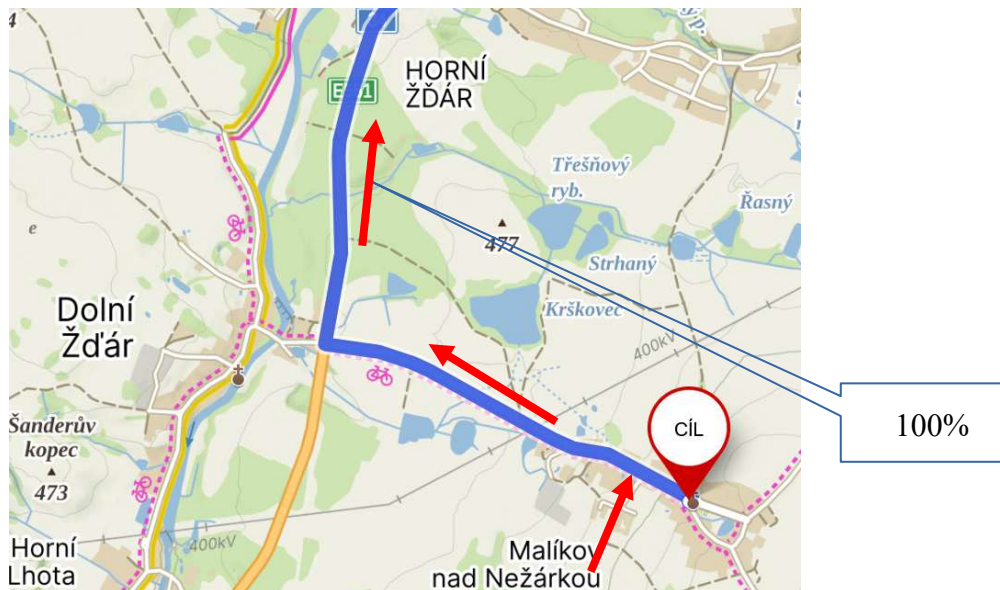 4
HORNÍ
ŽĎÁR
Třešňový
ryb.
Řasný
e
477
Strhaný
Dolní
Žďár
Krškovec
400kV
100%
CÍL
Šanderův
kopec
473
400kV
Horní
Lhota
Malíkov
nad Nežárkou